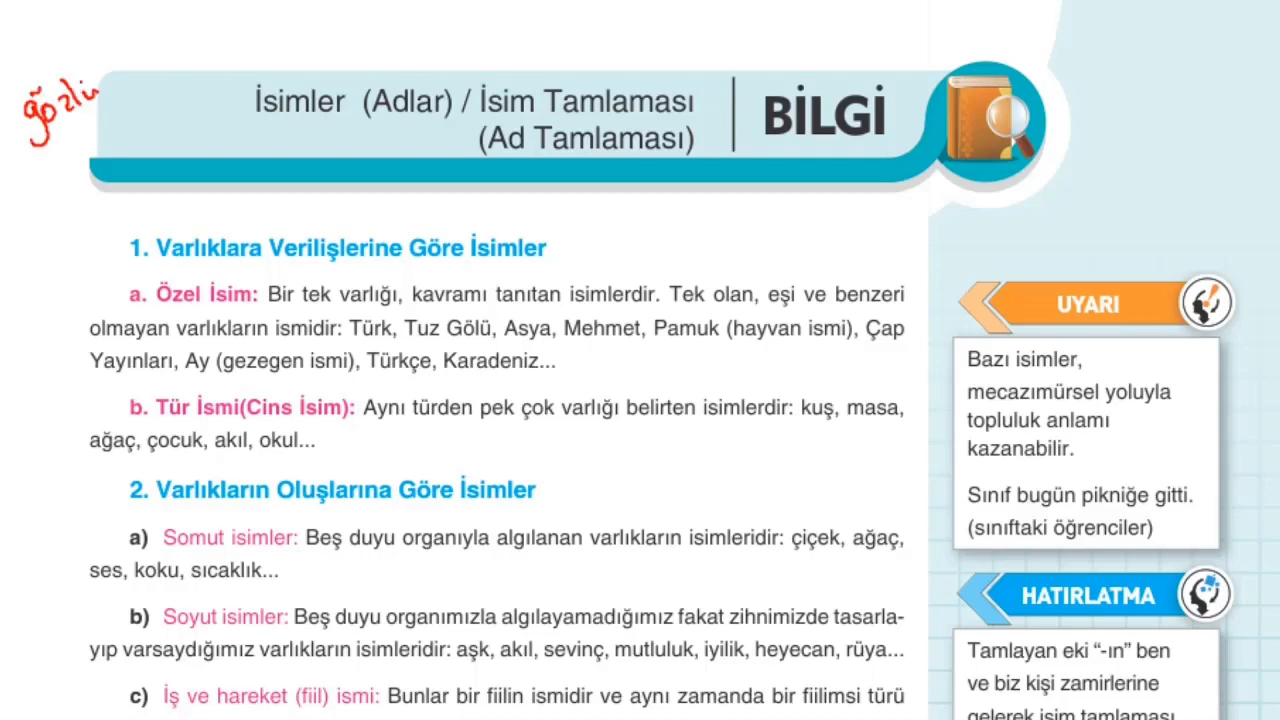 gözlü
İsimler (Adlar) / İsim Tamlaması
(Ad Tamlaması)
BİLGİ
1. Varlıklara Verilişlerine Göre İsimler
a. Özel İsim: Bir tek varlığı, kavramı tanıtan isimlerdir. Tek olan, eşi ve benzeri
olmayan varlıkların ismidir: Türk, Tuz Gölü, Asya, Mehmet, Pamuk (hayvan ismi), Çap
Yayınları, Ay (gezegen ismi), Türkçe, Karadeniz...
b. Tür İsmi(Cins İsim): Aynı türden pek çok varlığı belirten isimlerdir: kuş, masa,
ağaç, çocuk, akıl, okul...
2. Varlıkların Oluşlarına Göre İsimler
a) Somut isimler: Beş duyu organıyla algılanan varlıkların isimleridir: çiçek, ağaç,
ses, koku, sıcaklık...
b) Soyut isimler: Beş duyu organımızla algılayamadığımız fakat zihnimizde tasarla-
yıp varsaydığımız varlıkların isimleridir: aşk, akıl, sevinç, mutluluk, iyilik, heyecan, rüya...
c) İş ve hareket (fiil) ismi: Bunlar bir fiilin ismidir ve aynı zamanda bir fiilimsi türü
UYARI
Bazı isimler,
mecazımürsel yoluyla
topluluk anlamı
kazanabilir.
Sınıf bugün pikniğe gitti.
(sınıftaki öğrenciler)
HATIRLATMA
Tamlayan eki “-ın” ben
ve biz kişi zamirlerine
gelerek isim tamlaması